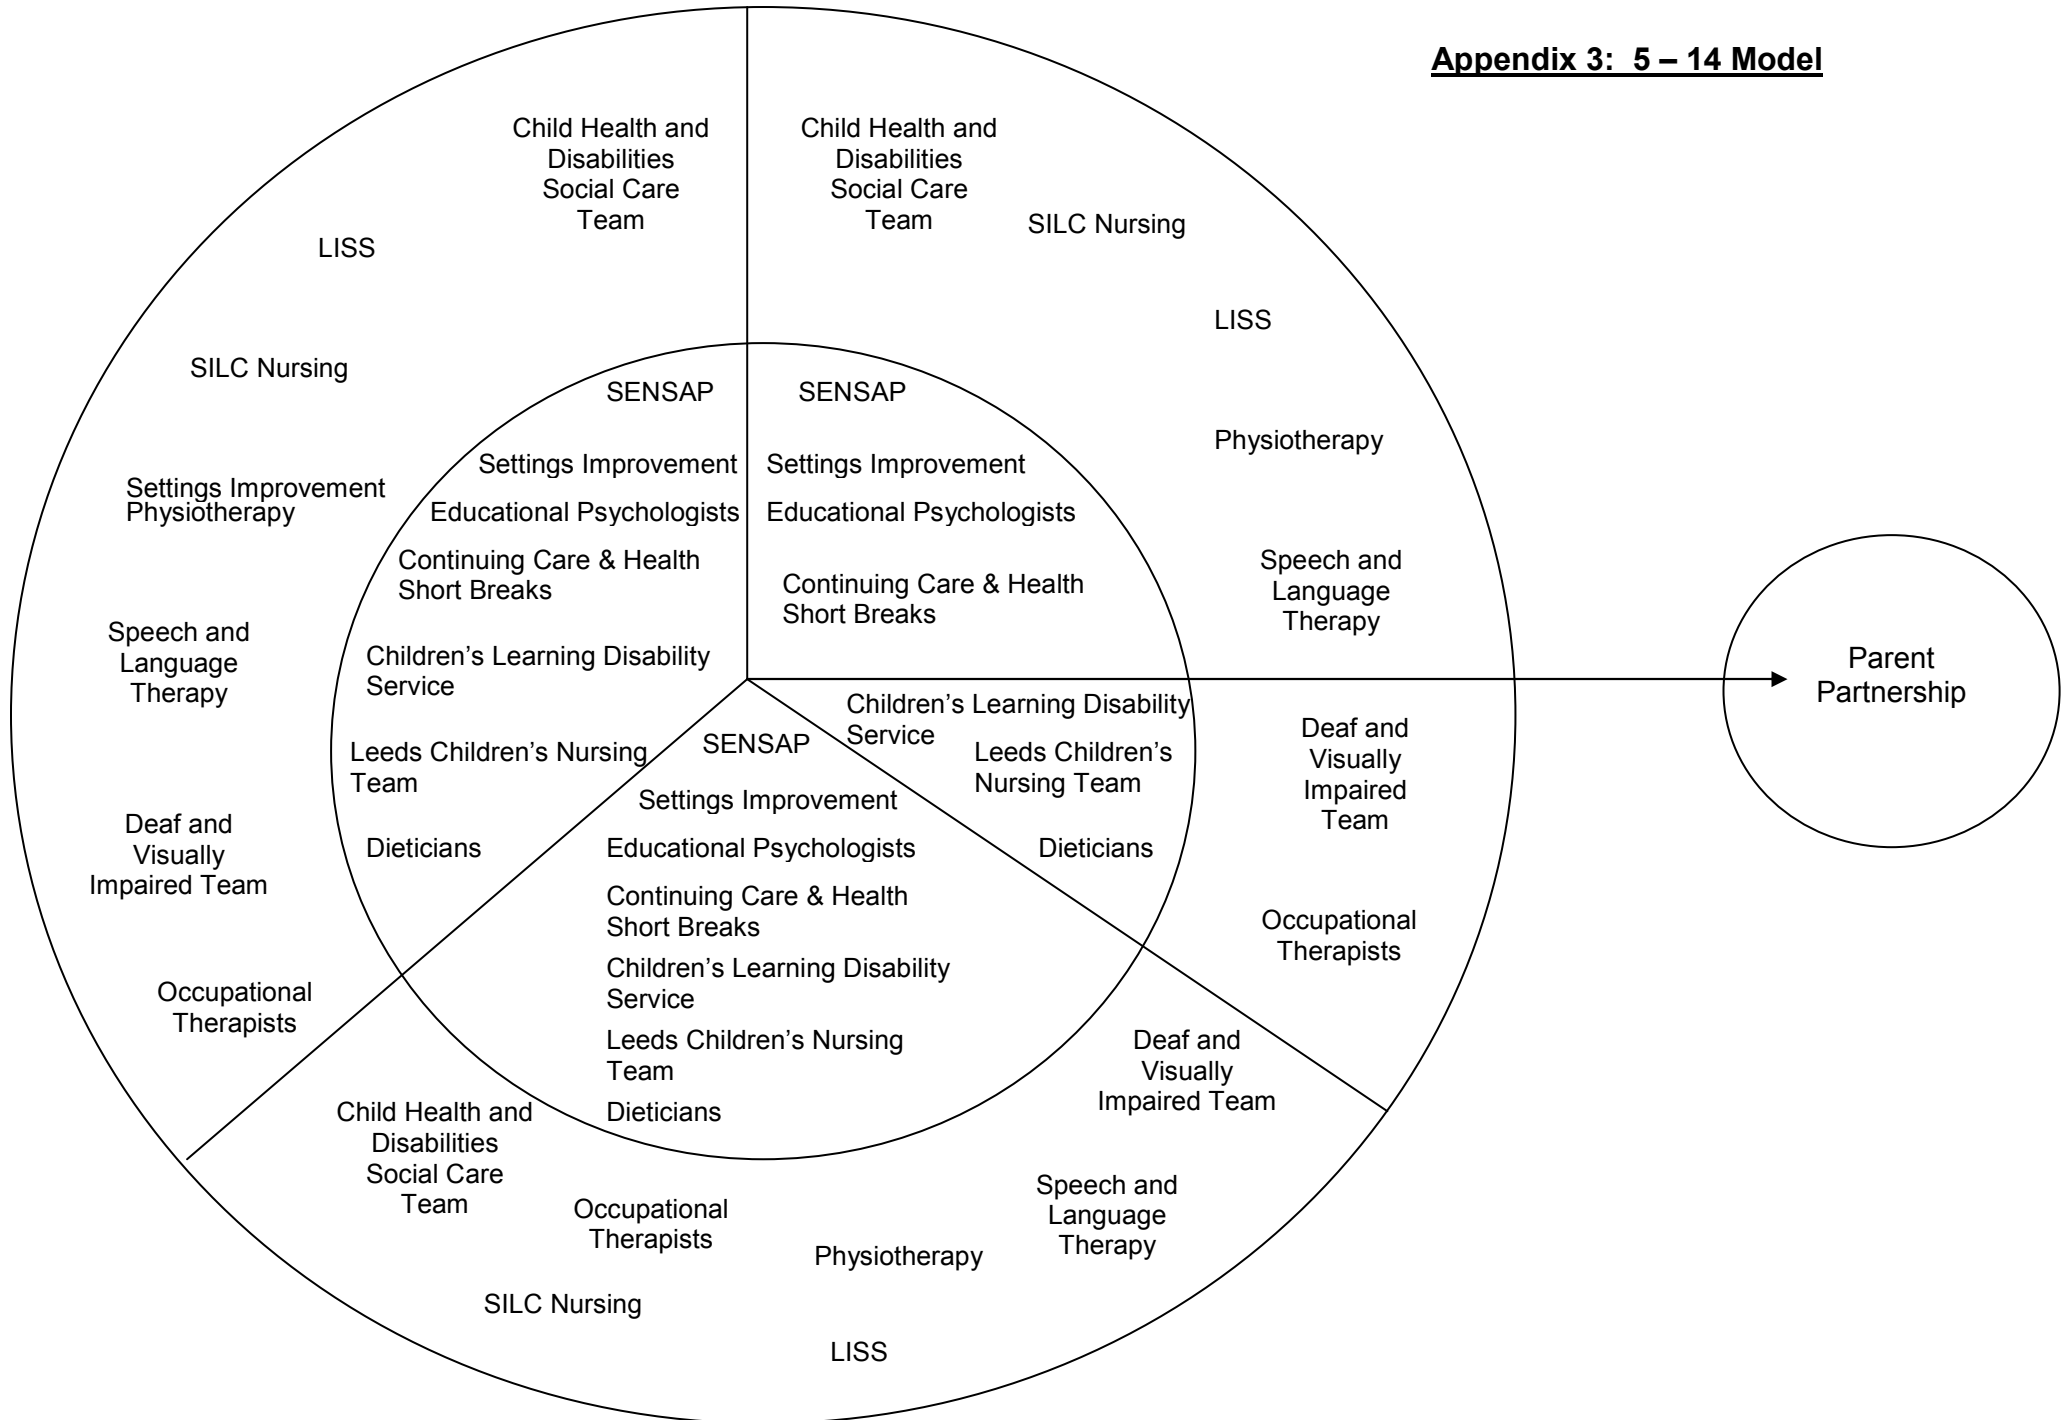 Appendix 3:  5 – 14 Model
Child Health and
Disabilities
Social Care
Team
LISS
SILC Nursing
Settings Improvement
Physiotherapy
Speech and
Language
Therapy
Deaf and
Visually
Impaired Team
Occupational
Therapists
SENSAP
Settings Improvement
Educational Psychologists
Continuing Care & Health
Short Breaks
Children’s Learning Disability
Service
Leeds Children’s Nursing
Team
Dieticians
Child Health and
Disabilities
Social Care
Team
SILC Nursing
LISS
Physiotherapy
Speech and
Language
Therapy
Deaf and
Visually
Impaired
Team
Occupational
Therapists
SENSAP
Settings Improvement
Educational Psychologists
Continuing Care & Health
Short Breaks
Children’s Learning Disability
Service
Leeds Children’s
Nursing Team
Dieticians
SENSAP
Settings Improvement
Educational Psychologists
Continuing Care & Health
Short Breaks
Children’s Learning Disability
Service
Leeds Children’s Nursing
Team
Dieticians
Child Health and
Disabilities
Social Care
Team
Occupational
Therapists
SILC Nursing
Physiotherapy
LISS
Speech and
Language
Therapy
Deaf and
Visually
Impaired Team
Parent
Partnership